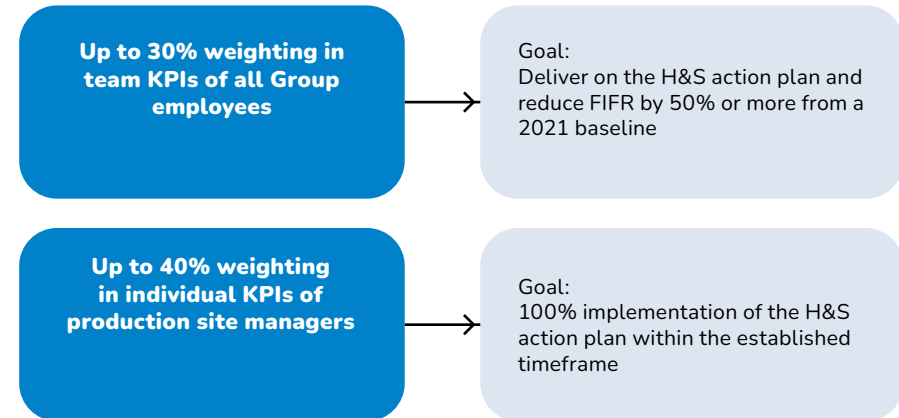 Up to 30% weighting in
team KPIs of all Group
employees
Goal:
Deliver on the H&S action plan and
reduce FIFR by 50% or more from a
2021 baseline
Up to 40% weighting
in individual KPIs of
production site managers
Goal:
100% implementation of the H&S
action plan within the established
timeframe